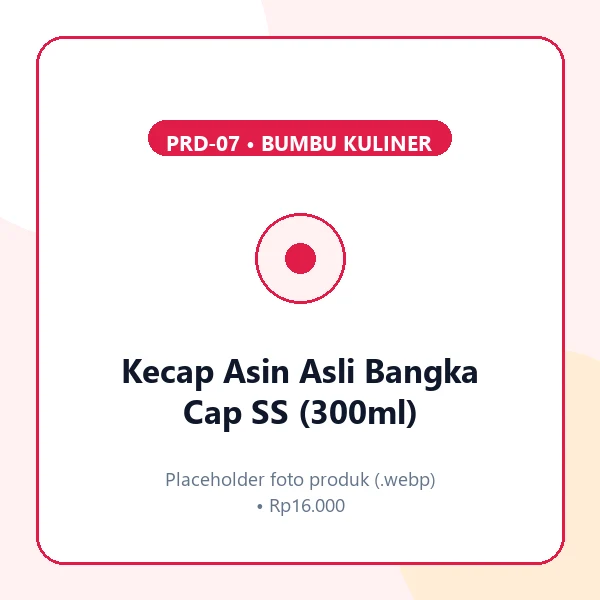 PRD-07 • BUMBU KULINER
Kecap Asin Asli Bangka
Cap SS (300ml)
Placeholder foto produk (.webp)
• Rp16.000